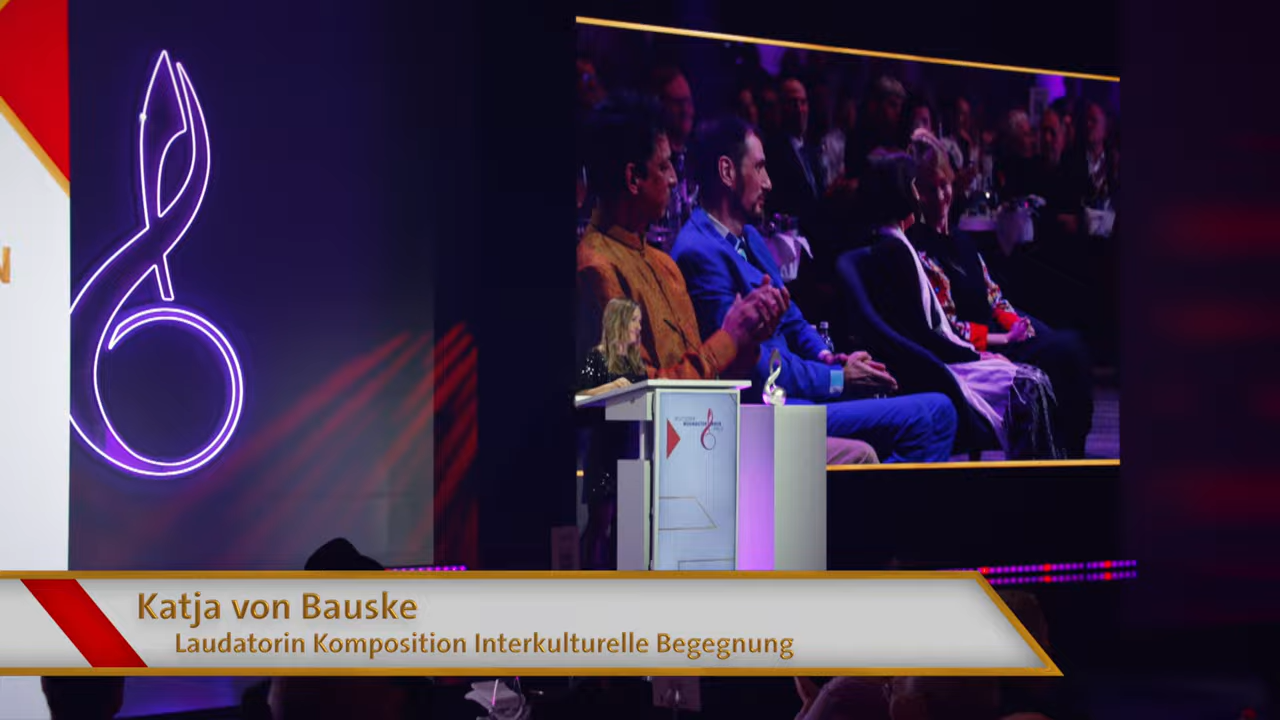 N
Katja von Bauske
Laudatorin Komposition Interkulturelle Begegnung